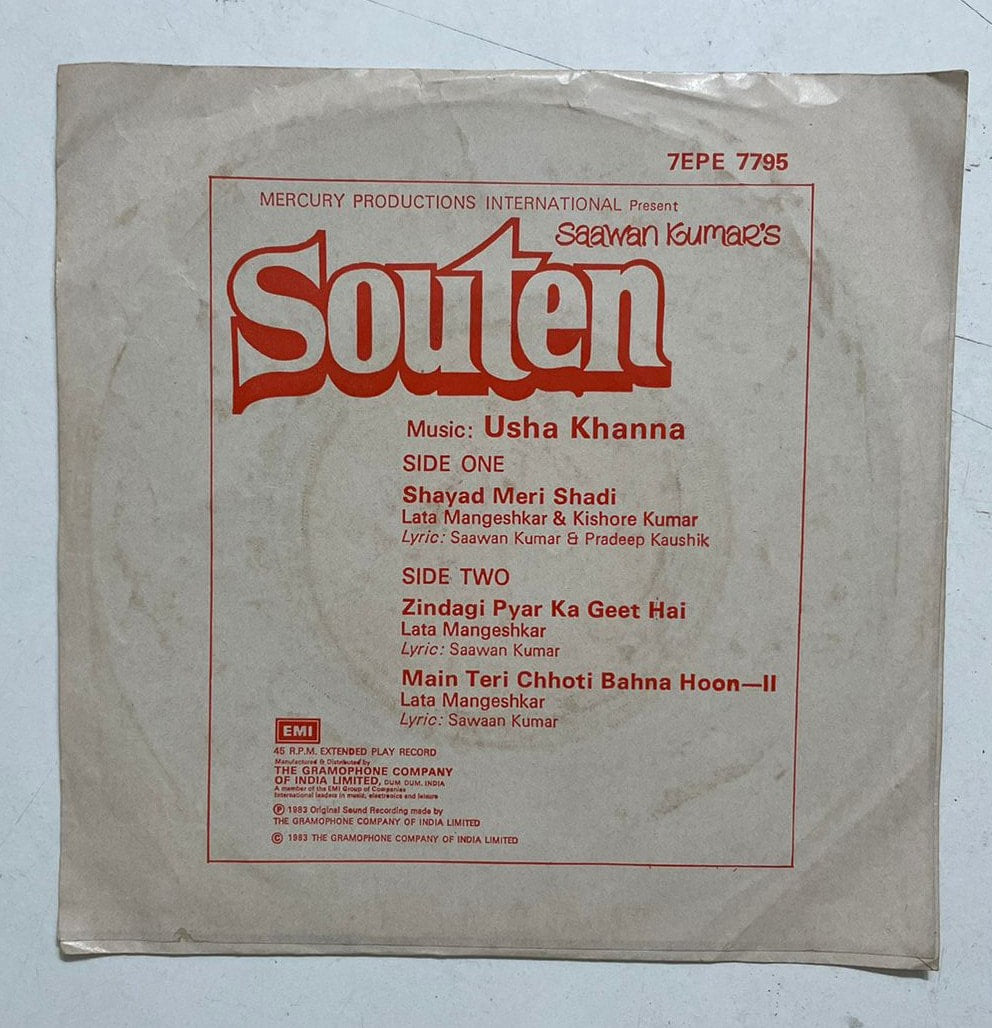 7EPE 7795
MERCURY PRODUCTIONS INTERNATIONAL Present
Saawan Kumar's
Souten
Music: Usha Khanna
SIDE ONE
Shayad Meri Shadi
Lata Mangeshkar & Kishore Kumar
Lyric: Saawan Kumar & Pradeep Kaushik
SIDE TWO
Zindagi Pyar Ka Geet Hai
Lata Mangeshkar
Lyric: Saawan Kumar
Main Teri Chhoti Bahna Hoon—II
Lata Mangeshkar
Lyric: Sawaan Kumar
EMI
45 R.P.M. EXTENDED PLAY RECORD
Manufactured & Distributed by
THE GRAMOPHONE COMPANY
OF INDIA LIMITED, DUM DUM, INDIA
A member of the EMI Group of Companies
International leaders in music, electronics and leisure
Ⓟ 1983 Original Sound Recording made by
THE GRAMOPHONE COMPANY OF INDIA LIMITED
© 1983 THE GRAMOPHONE COMPANY OF INDIA LIMITED